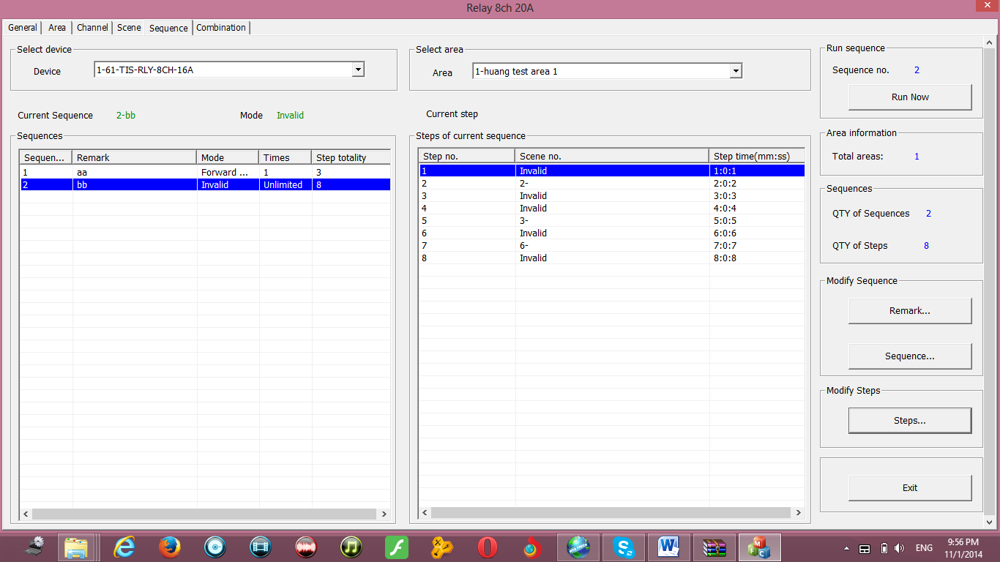 Relay 8ch 20A
General Area Channel Scene Sequence Combination
Select device
Device 1-61-TIS-RLY-8CH-16A
Select area
Area 1-huang test area 1
Current Sequence 2-bb Mode Invalid
Current step
Sequences
Sequen... Remark Mode Times Step totality
1 aa Forward ... 1 3
2 bb Invalid Unlimited 8
Steps of current sequence
Step no. Scene no. Step time(mm:ss)
1 Invalid 1:0:1
2 2- 2:0:2
3 Invalid 3:0:3
4 Invalid 4:0:4
5 3- 5:0:5
6 Invalid 6:0:6
7 6- 7:0:7
8 Invalid 8:0:8
Run sequence
Sequence no. 2
Run Now
Area information
Total areas: 1
Sequences
QTY of Sequences 2
QTY of Steps 8
Modify Sequence
Remark...
Sequence...
Modify Steps
Steps...
Exit
ENG
9:56 PM
11/1/2014